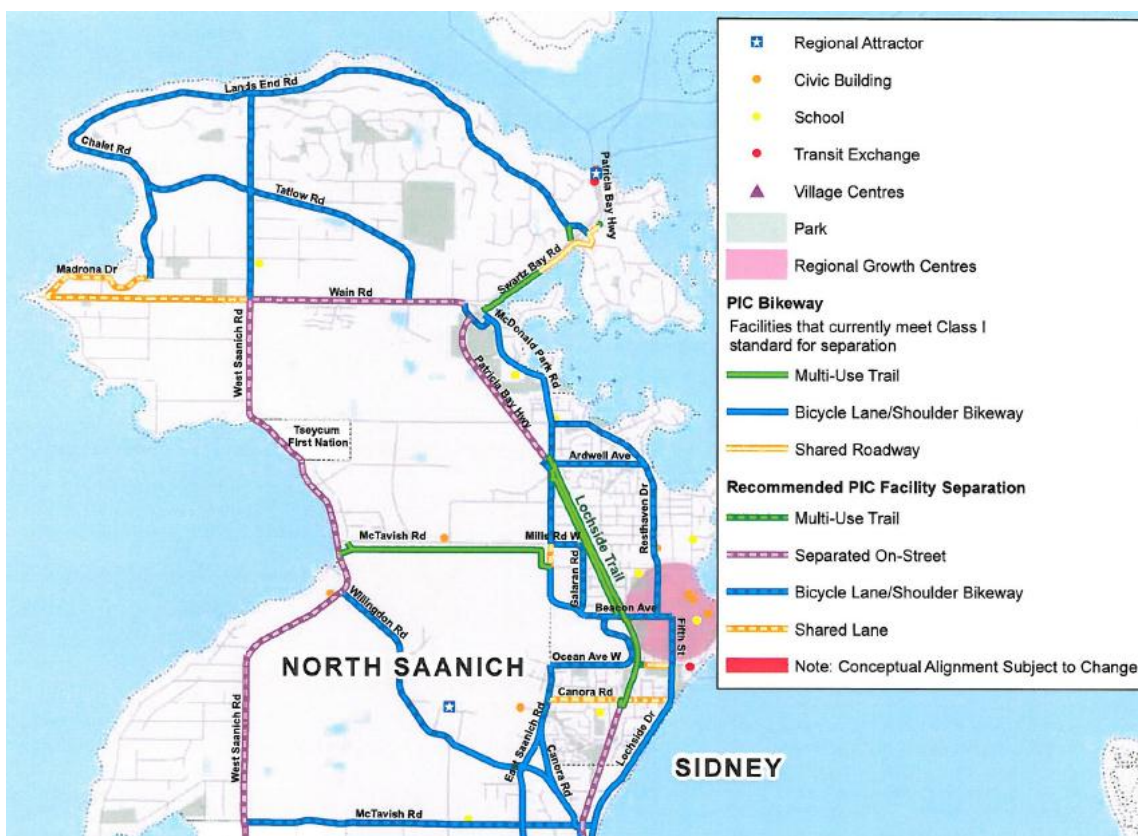 Lands End Rd
Chalet Rd
Tatlow Rd
Madrona Dr
Wain Rd
West Saanich Rd
Patricia Bay Hwy
Swartz Bay Rd
McDonald Park Rd
Patricia Bay Hwy
Tseycum
First Nation
Ardwell Ave
Resthaven Dr
Lochside Trail
McTavish Rd
Mills Rd W
Galaran Rd
Beacon Ave
Fifth St
Willingdon Rd
NORTH SAANICH
Ocean Ave W
Canora Rd
West Saanich Rd
East Saanich Rd
Canora Rd
Lochside Dr
SIDNEY
McTavish Rd
Regional Attractor
Civic Building
School
Transit Exchange
Village Centres
Park
Regional Growth Centres
PIC Bikeway
Facilities that currently meet Class I
standard for separation
Multi-Use Trail
Bicycle Lane/Shoulder Bikeway
Shared Roadway
Recommended PIC Facility Separation
Multi-Use Trail
Separated On-Street
Bicycle Lane/Shoulder Bikeway
Shared Lane
Note: Conceptual Alignment Subject to Change